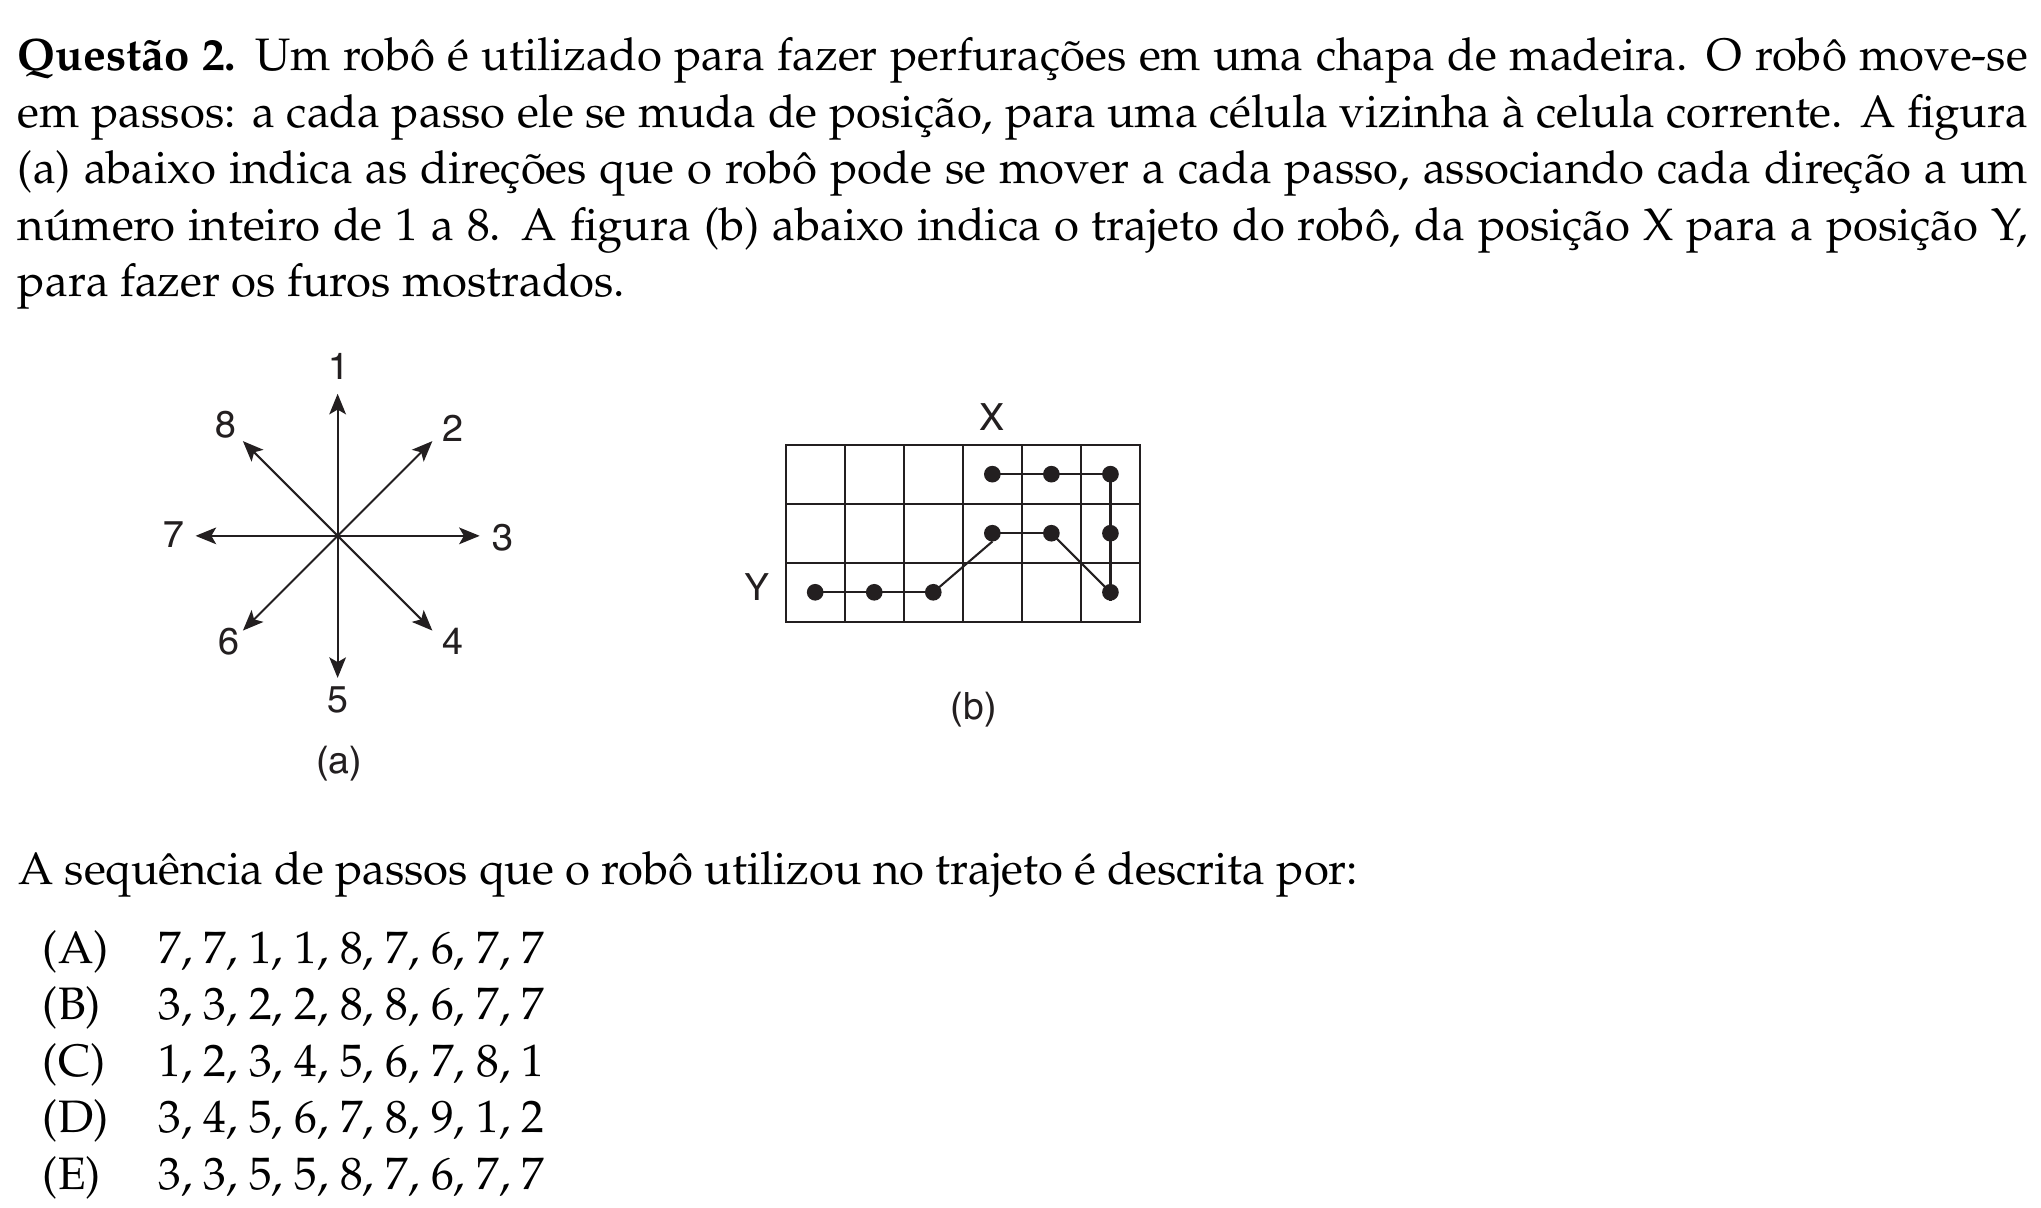 Questão 2. Um robô é utilizado para fazer perfurações em uma chapa de madeira. O robô move-se
em passos: a cada passo ele se muda de posição, para uma célula vizinha à celula corrente. A figura
(a) abaixo indica as direções que o robô pode se mover a cada passo, associando cada direção a um
número inteiro de 1 a 8. A figura (b) abaixo indica o trajeto do robô, da posição X para a posição Y,
para fazer os furos mostrados.
1
8
2
7
3
6
4
5
(a)
X
Y
(b)
A sequência de passos que o robô utilizou no trajeto é descrita por:
(A) 7, 7, 1, 1, 8, 7, 6, 7, 7
(B) 3, 3, 2, 2, 8, 8, 6, 7, 7
(C) 1, 2, 3, 4, 5, 6, 7, 8, 1
(D) 3, 4, 5, 6, 7, 8, 9, 1, 2
(E) 3, 3, 5, 5, 8, 7, 6, 7, 7